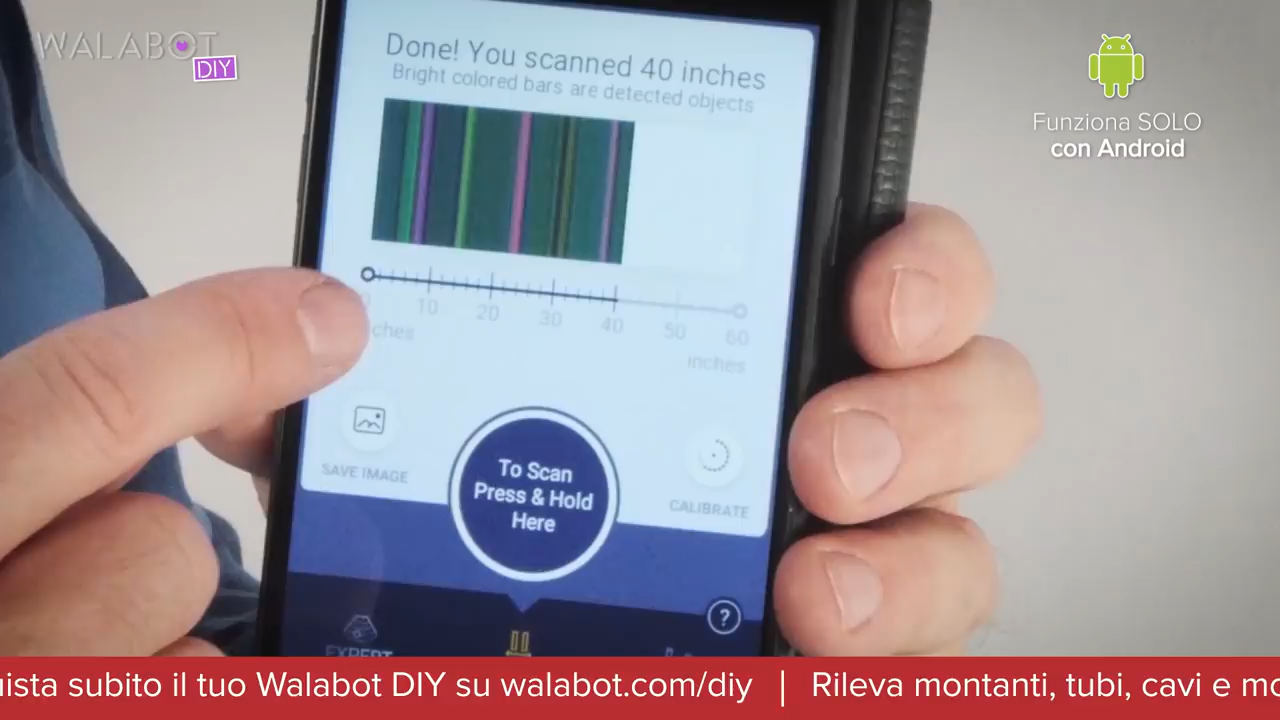 WALABOT
DIY
Funziona SOLO
con Android
Done! You scanned 40 inches
Bright colored bars are detected objects
10 20 30 40 50 60
inches
SAVE IMAGE
To Scan
Press & Hold
Here
CALIBRATE
?
EXPERT
subito il tuo Walabot DIY su walabot.com/diy | Rileva montanti, tubi, cavi e